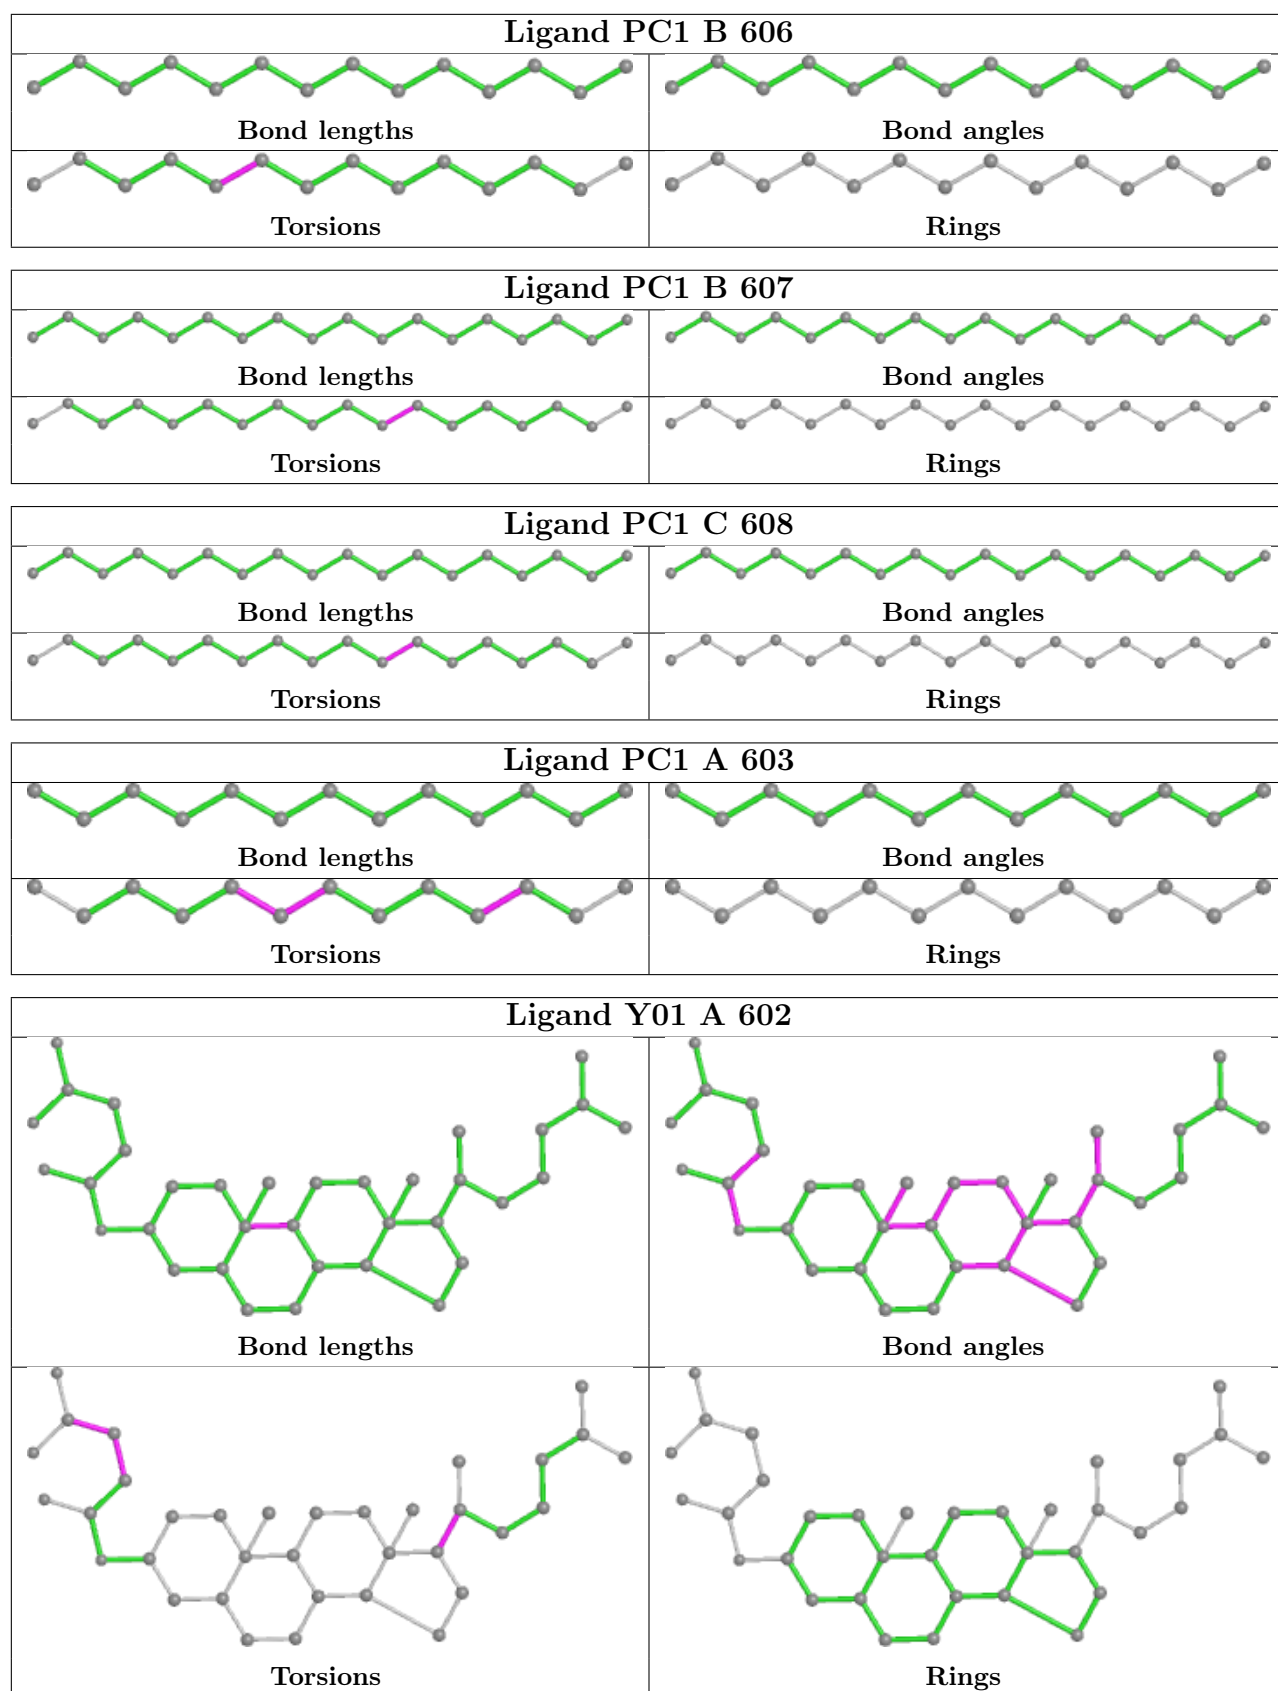 Ligand PC1 B 606
Bond lengths Bond angles
Torsions Rings
Ligand PC1 B 607
Bond lengths Bond angles
Torsions Rings
Ligand PC1 C 608
Bond lengths Bond angles
Torsions Rings
Ligand PC1 A 603
Bond lengths Bond angles
Torsions Rings
Ligand Y01 A 602
Bond lengths Bond angles
Torsions Rings